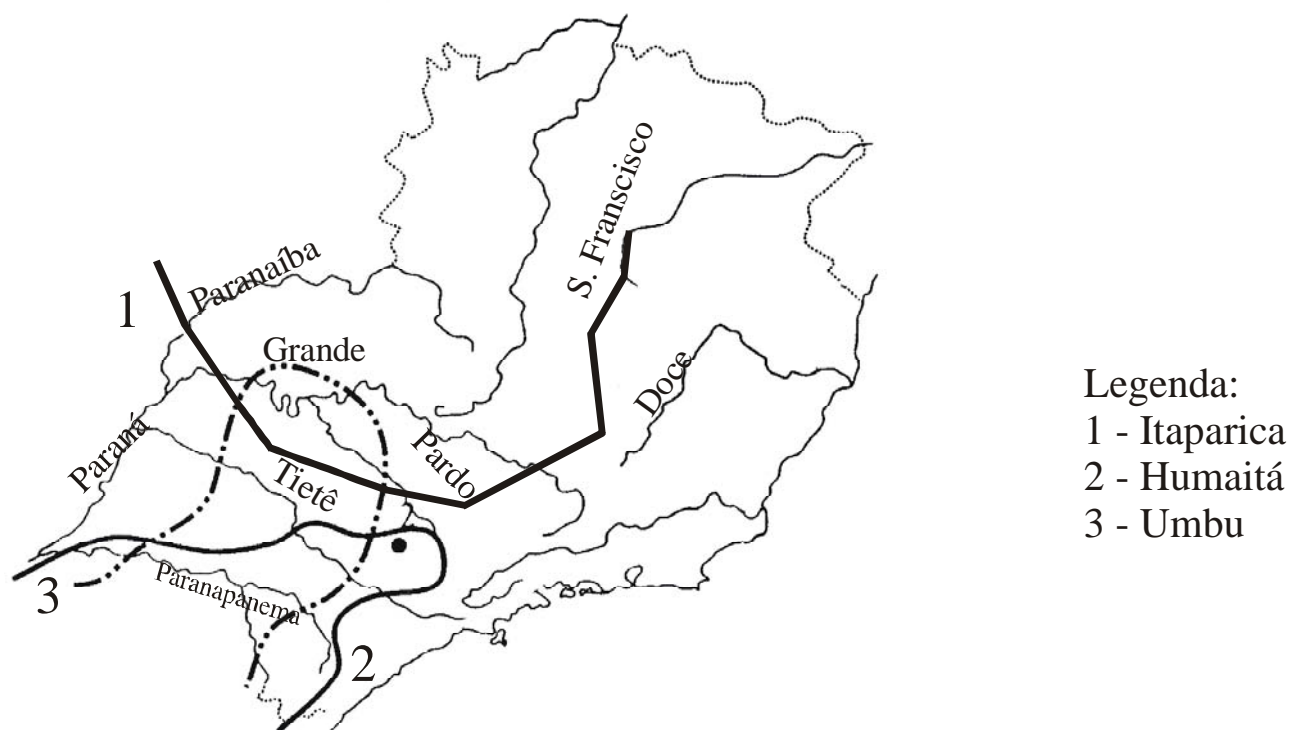 S. Franscisco
Paranaíba
1
Grande
Doce
Paraná
Pardo
Tietê
3
Paranapanema
2
Legenda:
1 - Itaparica
2 - Humaitá
3 - Umbu